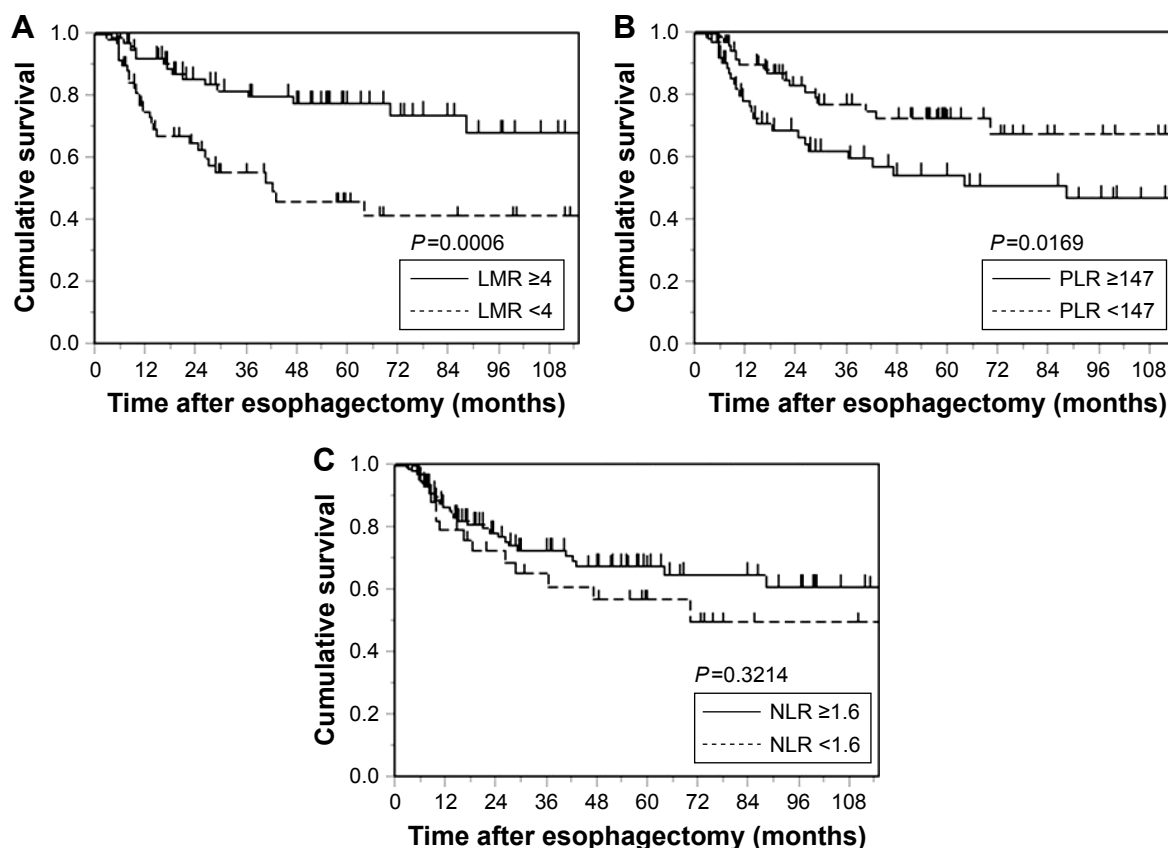 A
Cumulative survival
1.0
0.8
0.6
0.4
0.2
0.0
P=0.0006
LMR ≥4
LMR <4
0 12 24 36 48 60 72 84 96 108
Time after esophagectomy (months)
B
Cumulative survival
1.0
0.8
0.6
0.4
0.2
0.0
P=0.0169
PLR ≥147
PLR <147
0 12 24 36 48 60 72 84 96 108
Time after esophagectomy (months)
C
Cumulative survival
1.0
0.8
0.6
0.4
0.2
0.0
P=0.3214
NLR ≥1.6
NLR <1.6
0 12 24 36 48 60 72 84 96 108
Time after esophagectomy (months)